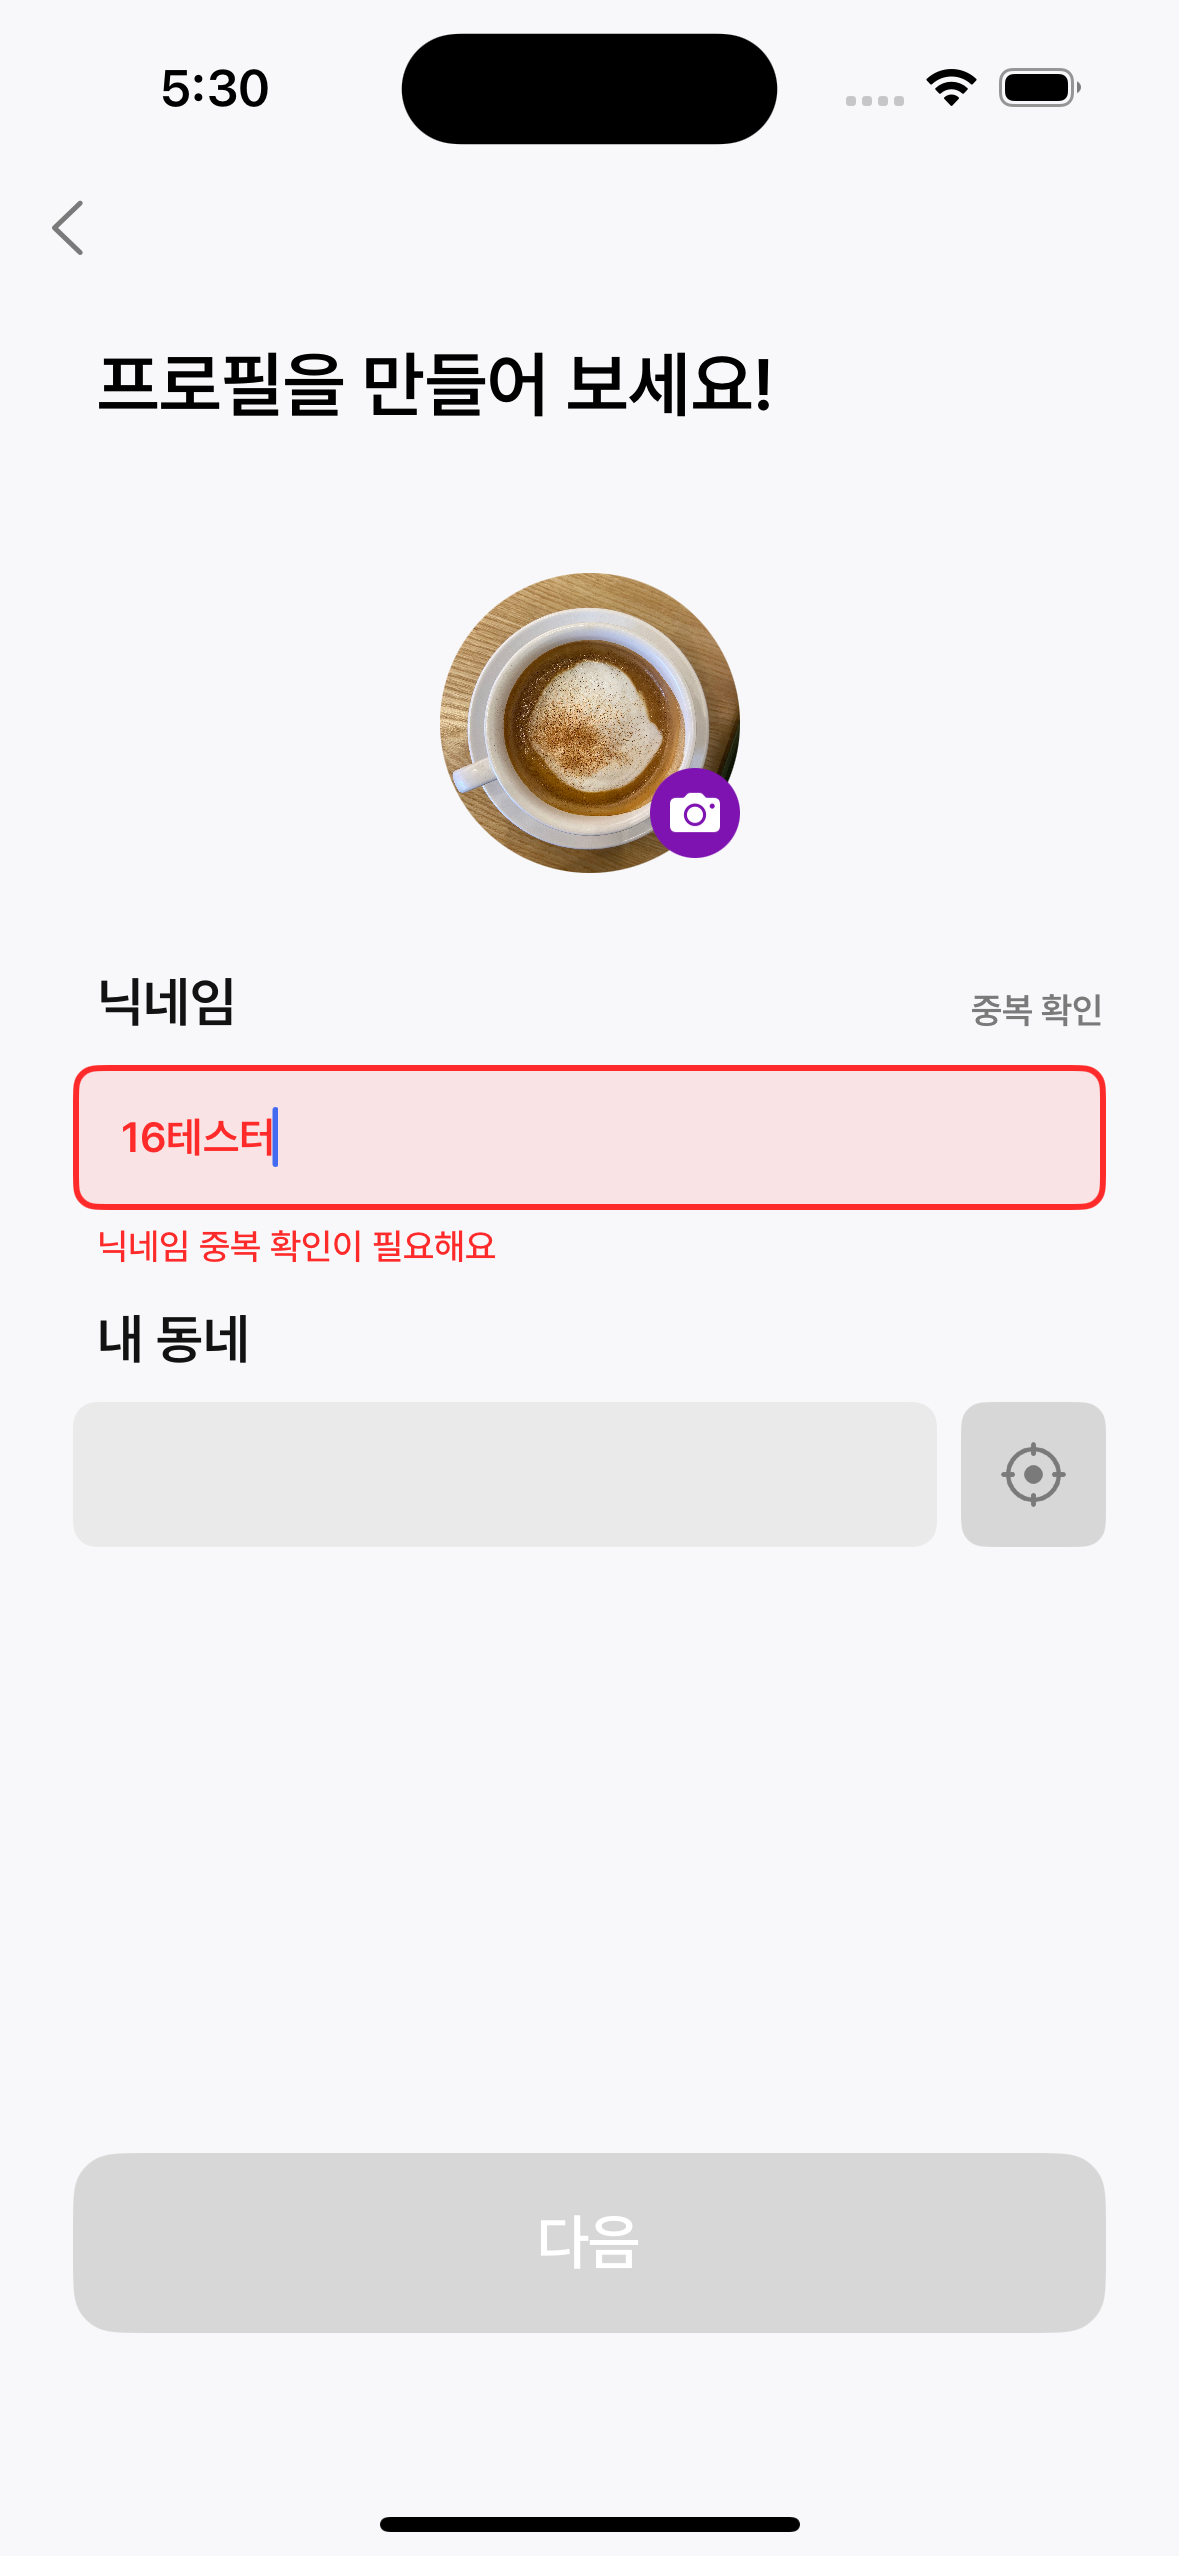 5:30
프로필을 만들어 보세요!
닉네임
중복 확인
16테스터
닉네임 중복 확인이 필요해요
내 동네
다음